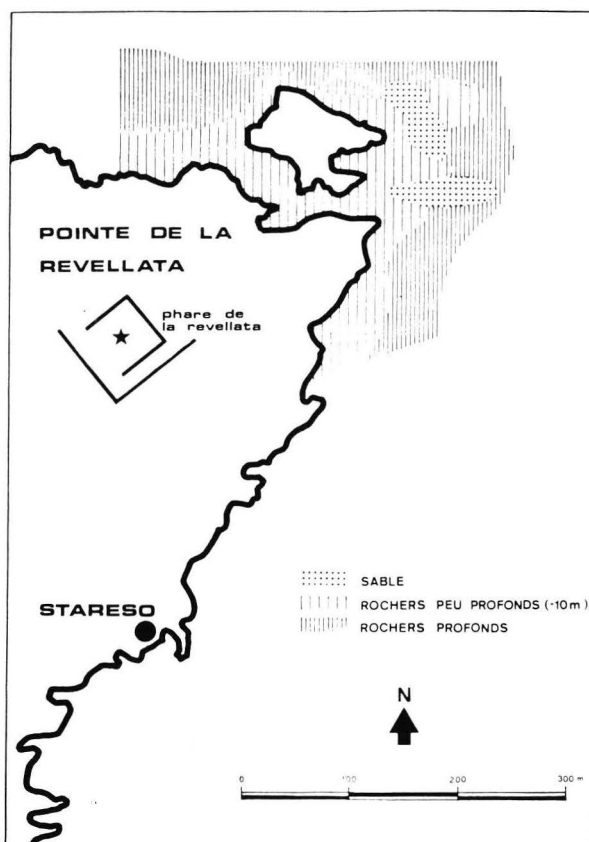 POINTE DE LA
REVELLATA
phare de
la revellata
STARESO
SABLE
ROCHERS PEU PROFONDS (-10m)
ROCHERS PROFONDS
N
0 100 200 300 m